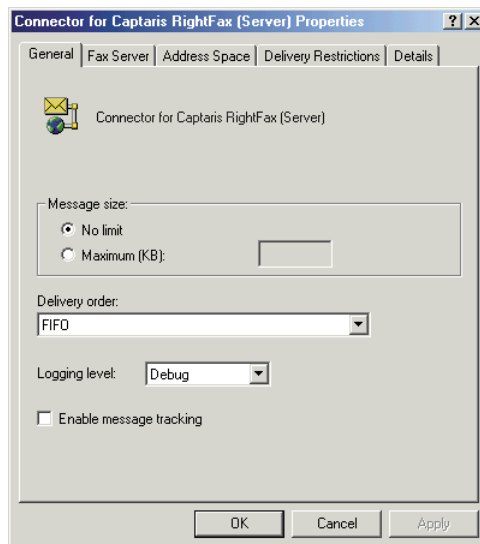 Connector for Captaris RightFax (Server) Properties ? X
General Fax Server Address Space Delivery Restrictions Details
Connector for Captaris RightFax (Server)
Message size:
No limit
Maximum (KB):
Delivery order:
FIFO
Logging level: Debug
Enable message tracking
OK Cancel Apply